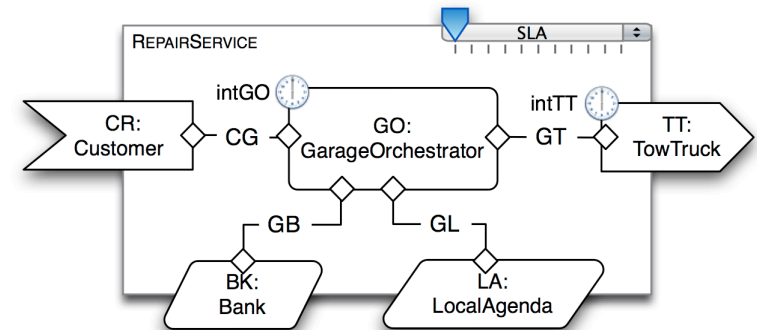 SLA
REPAIRSERVICE
intGO
intTT
CR:
Customer
CG
GO:
GarageOrchestrator
GT
TT:
TowTruck
GB
GL
BK:
Bank
LA:
LocalAgenda